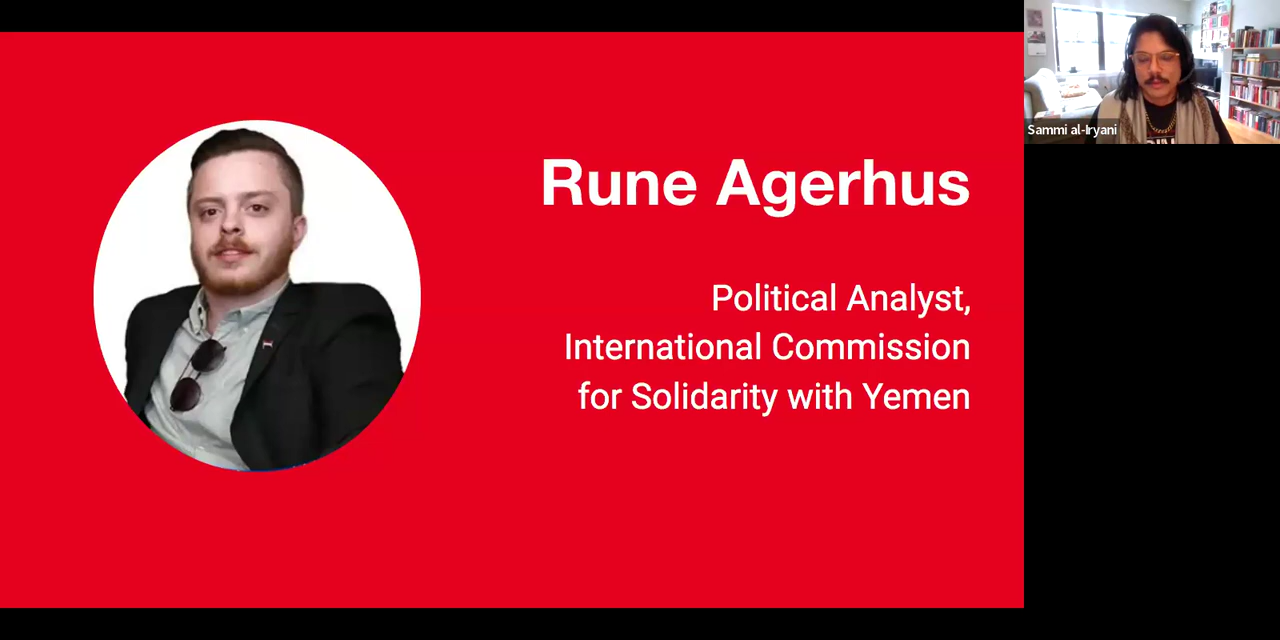 Rune Agerhus
Political Analyst,
International Commission
for Solidarity with Yemen
Sammi al-Iryani